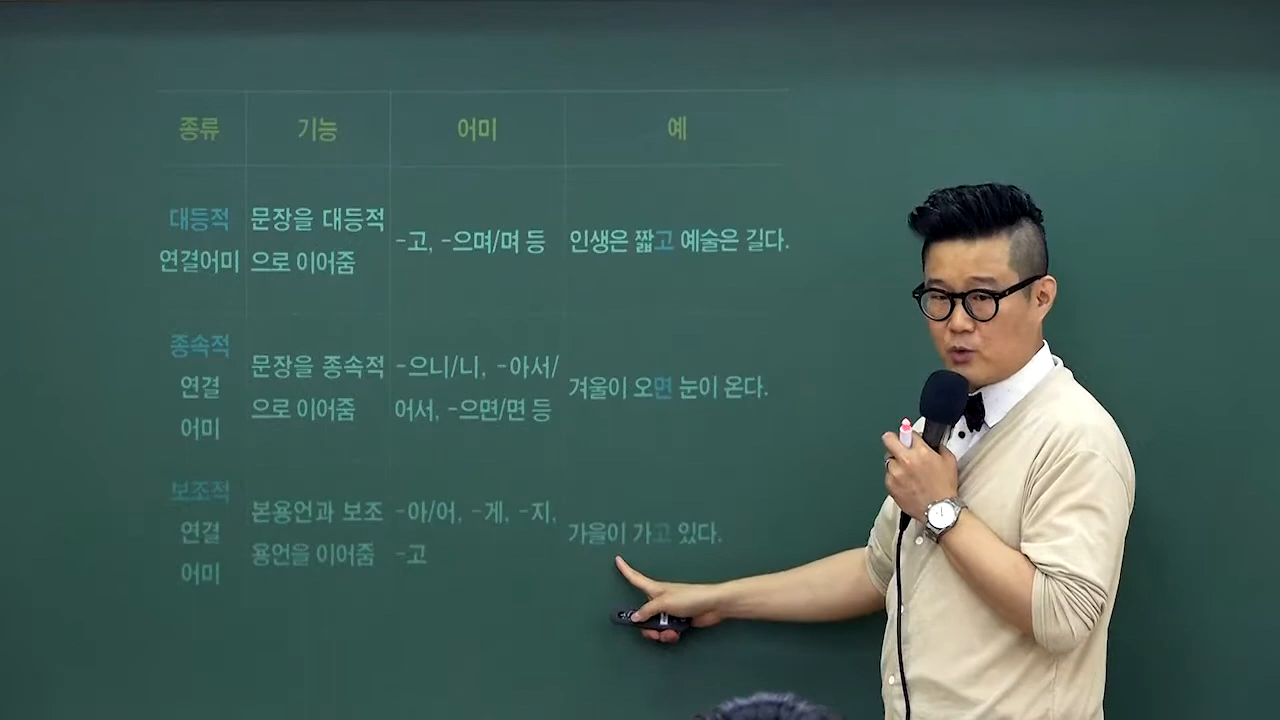 종류 기능 어미 예
대등적 문장을 대등적
-고, -으며/며 등 인생은 짧고 예술은 길다.
연결어미 으로 이어줌
종속적
문장을 종속적 -으니/니, -아서/
연결 겨울이 오면 눈이 온다.
으로 이어줌 어서, -으면/면 등
어미
보조적
본용언과 보조 -아/어, -게, -지,
연결 가을이 가고 있다.
용언을 이어줌 -고
어미